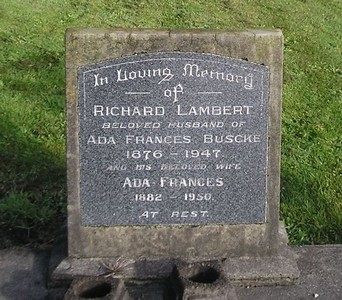 In Loving Memory
of
RICHARD LAMBERT
BELOVED HUSBAND OF
ADA FRANCES BUSCKE
1876 – 1947
AND HIS BELOVED WIFE
ADA FRANCES
1882 – 1950.
AT REST